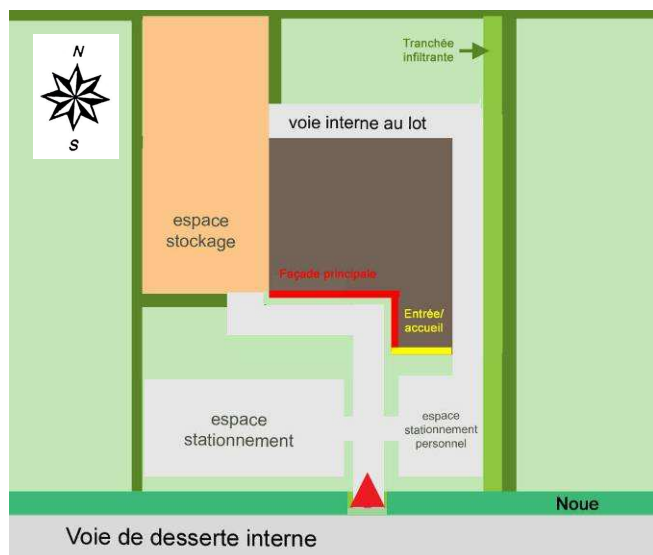 N
S
Tranchée
infiltrante
voie interne au lot
espace
stockage
Façade principale
Entrée/
accueil
espace
stationnement
espace
stationnement
personnel
Noue
Voie de desserte interne